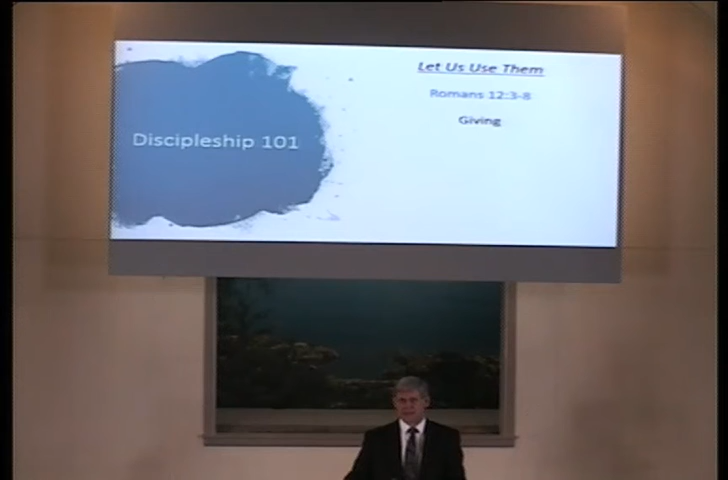 Let Us Use Them
Romans 12:3-8
Giving
Discipleship 101